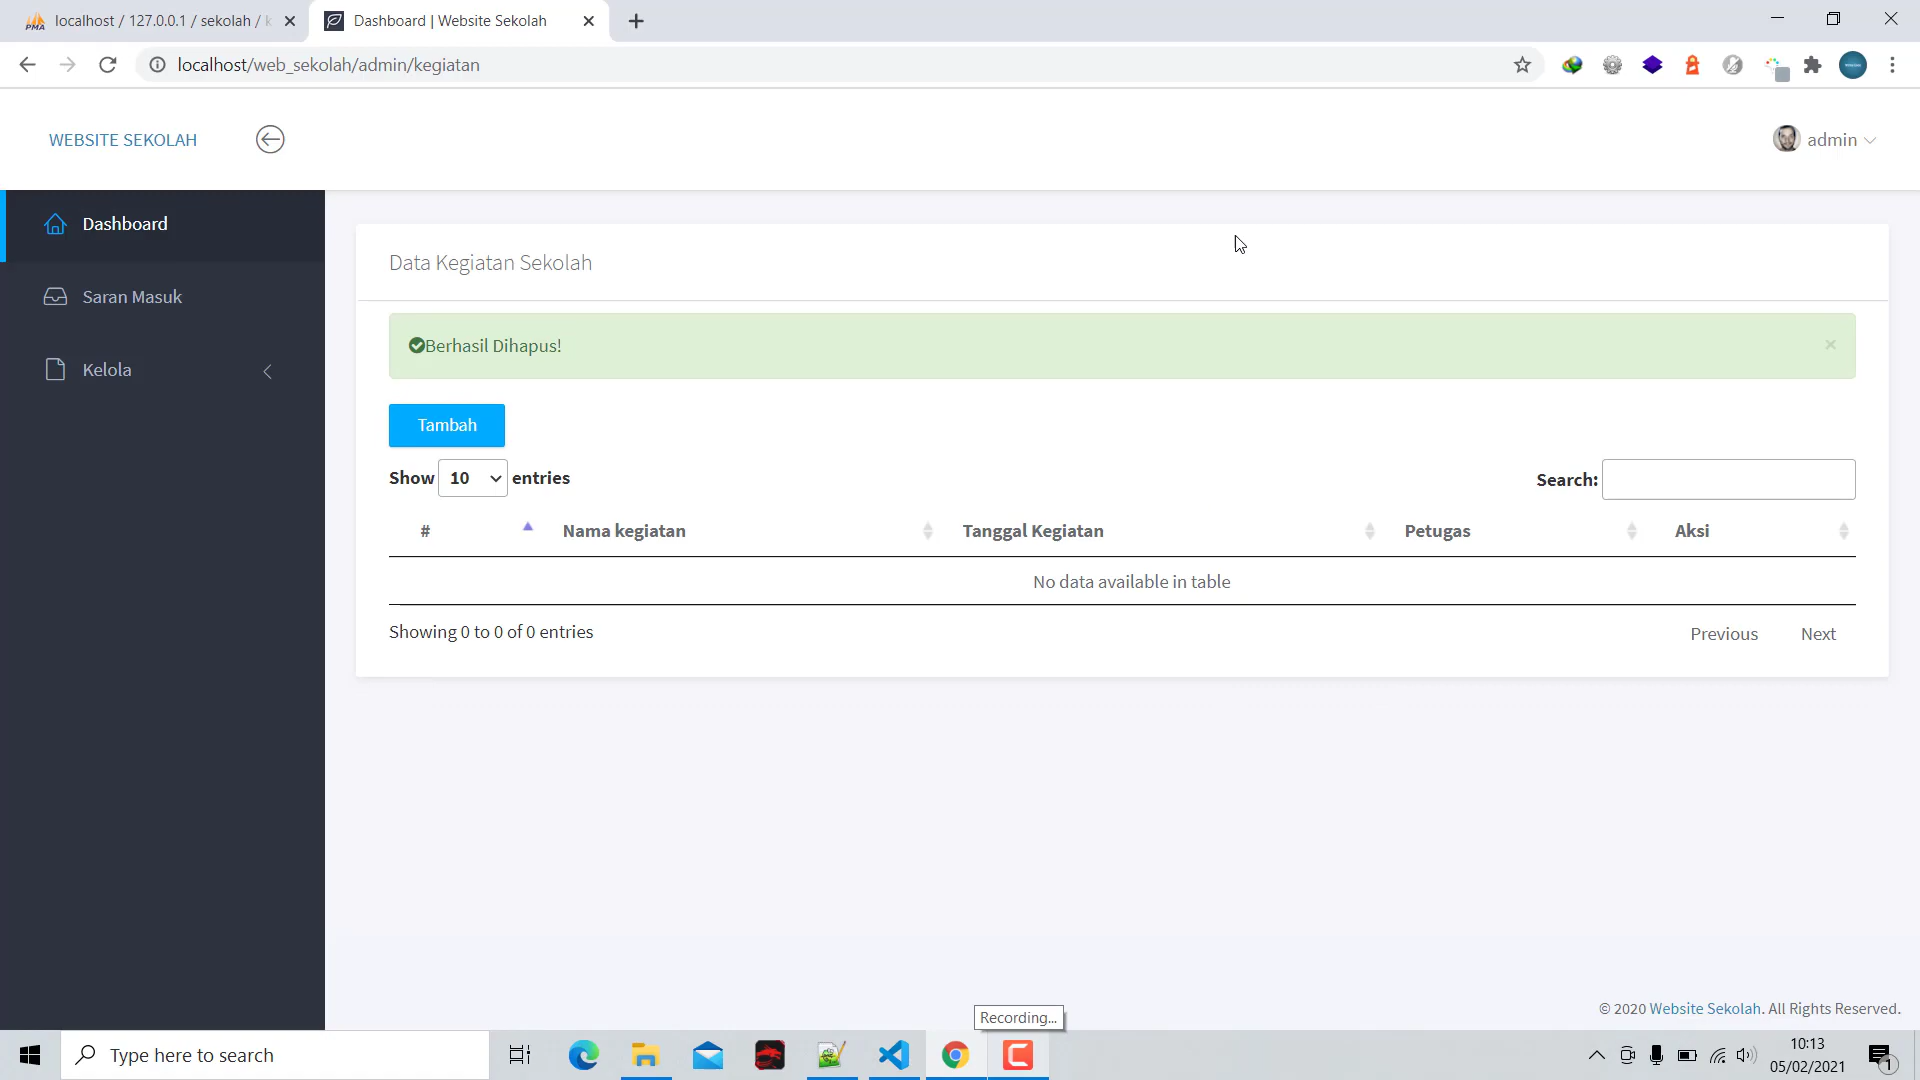 localhost / 127.0.0.1 / sekolah / k
Dashboard | Website Sekolah
localhost/web_sekolah/admin/kegiatan
WEBSITE SEKOLAH
admin
Dashboard
Saran Masuk
Kelola
Data Kegiatan Sekolah
Berhasil Dihapus!
×
Tambah
Show 10 entries
Search:
# Nama kegiatan Tanggal Kegiatan Petugas Aksi
No data available in table
Showing 0 to 0 of 0 entries
Previous Next
© 2020 Website Sekolah. All Rights Reserved.
Recording...
Type here to search
10:13
05/02/2021
1